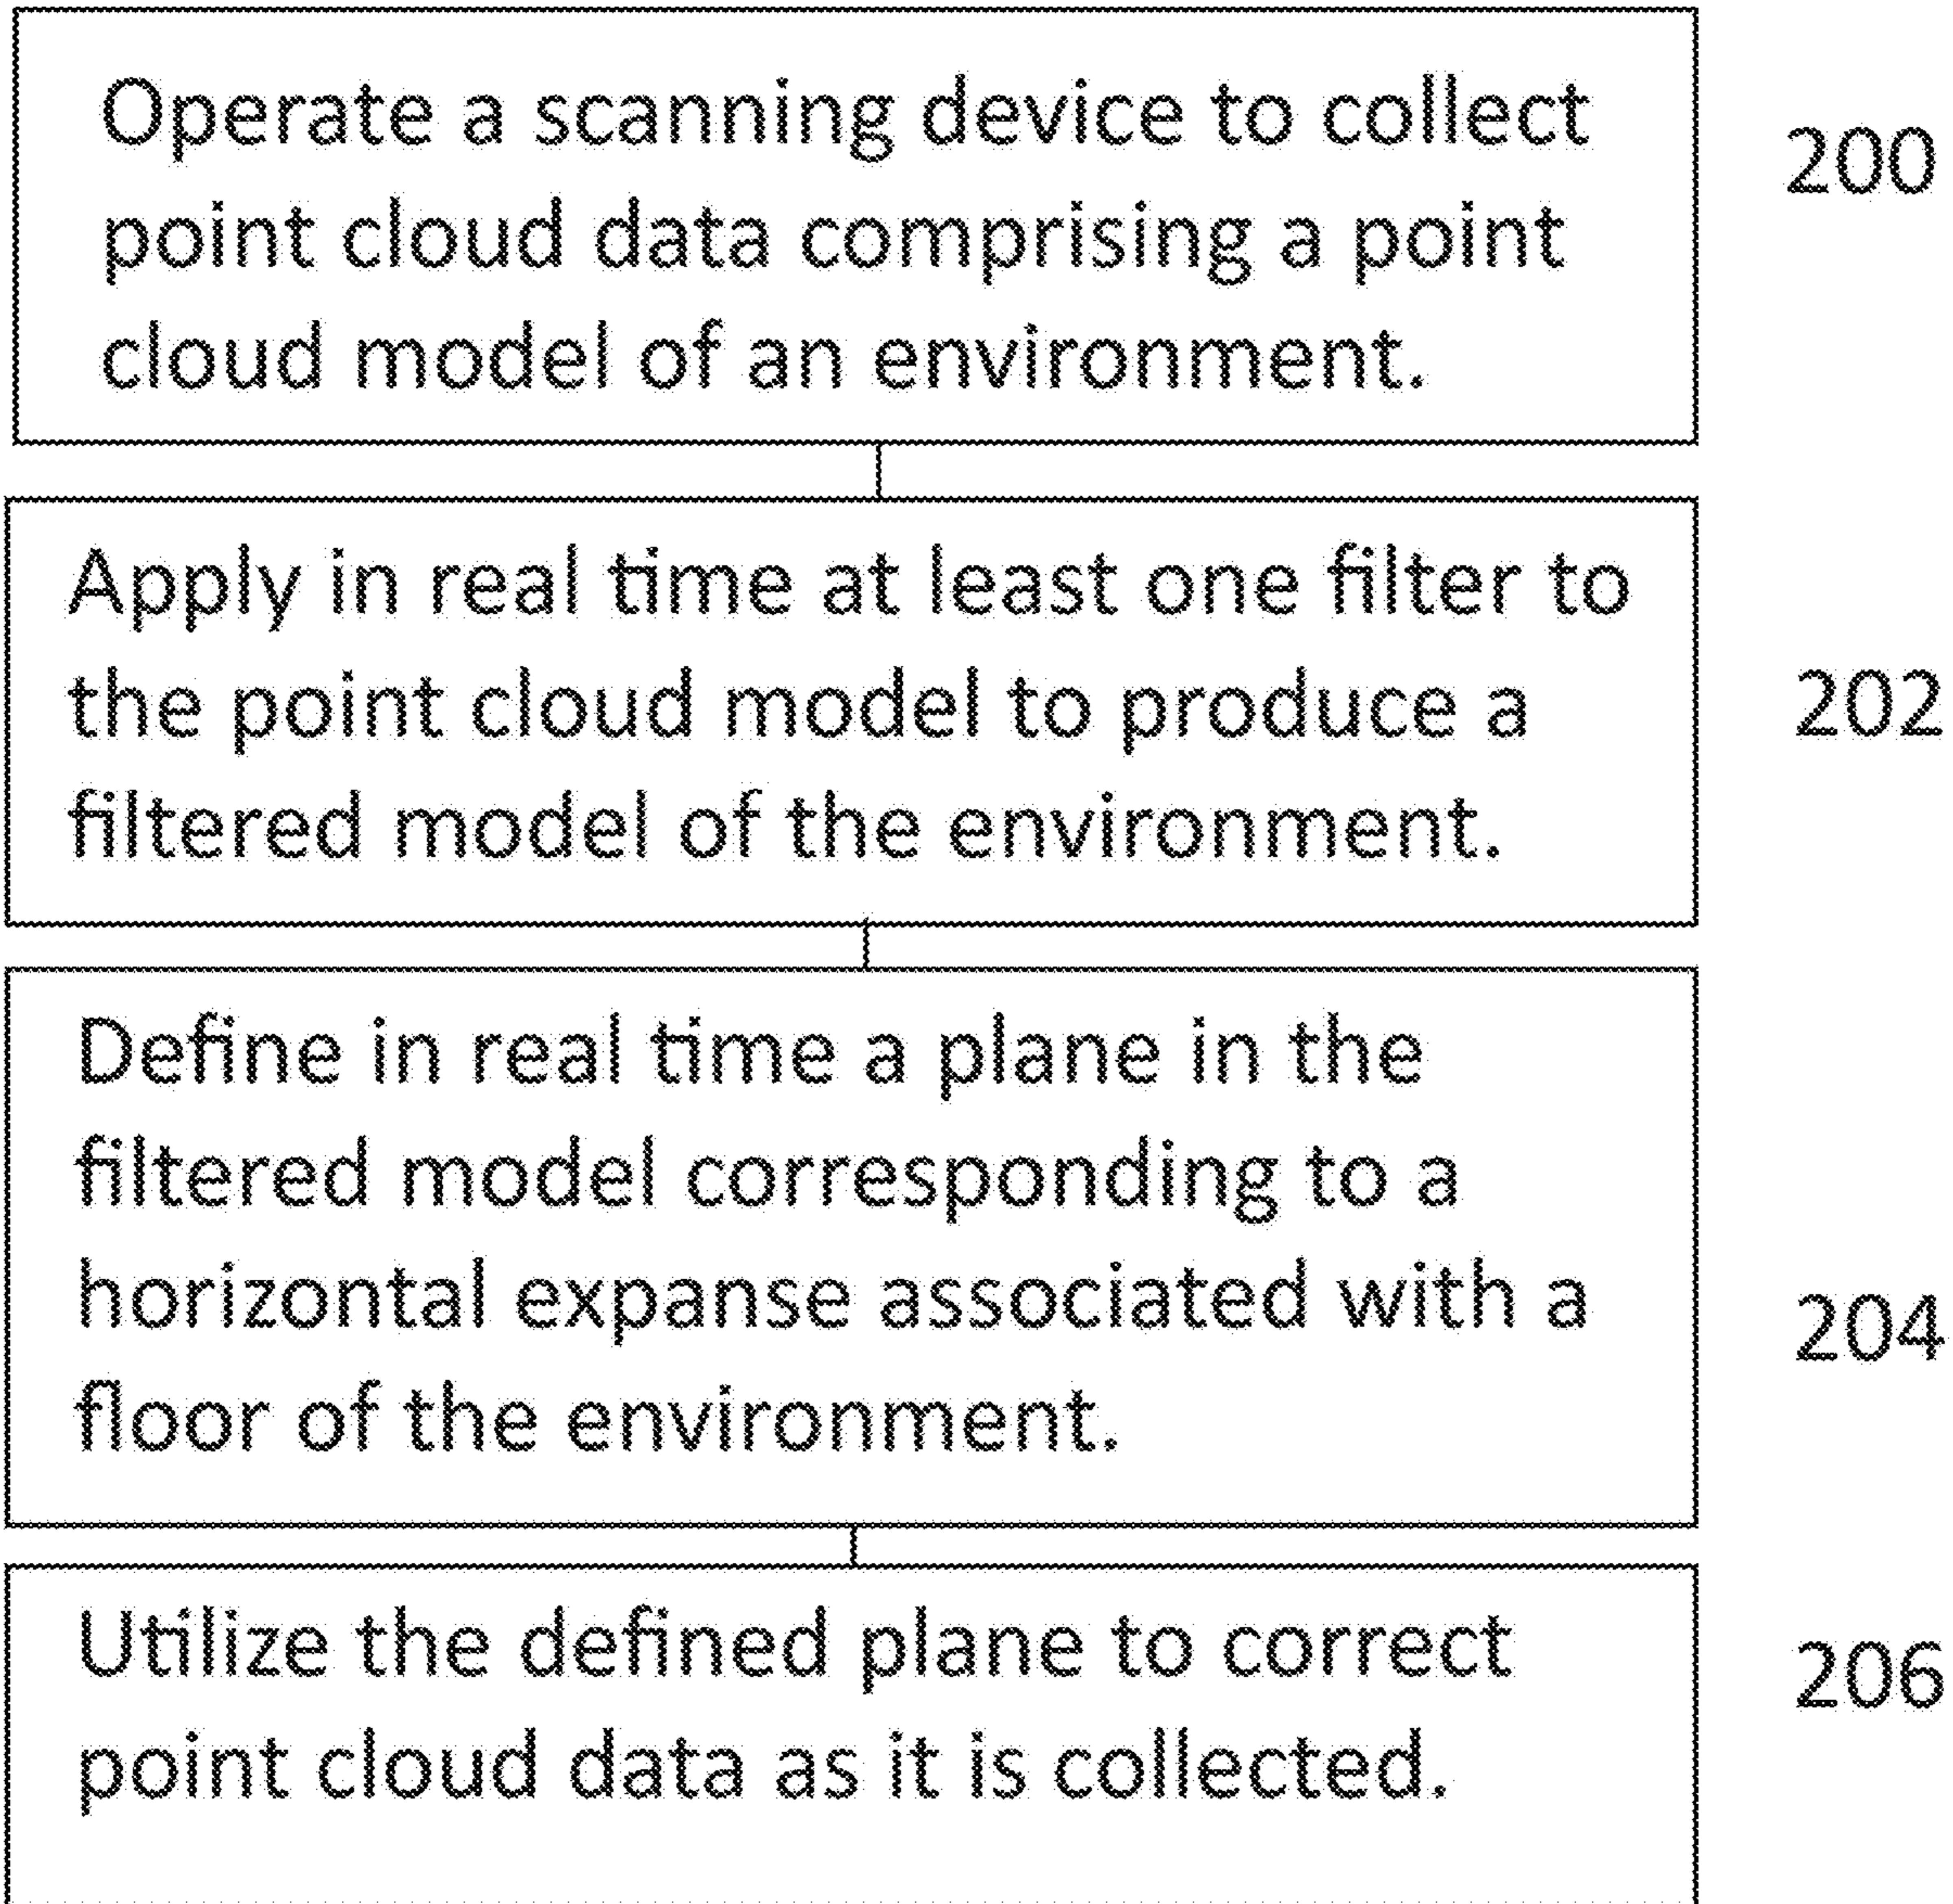 Operate a scanning device to collect
point cloud data comprising a point
cloud model of an environment.
200
Apply in real time at least one filter to
the point cloud model to produce a
filtered model of the environment.
202
Define in real time a plane in the
filtered model corresponding to a
horizontal expanse associated with a
floor of the environment.
204
Utilize the defined plane to correct
point cloud data as it is collected.
206